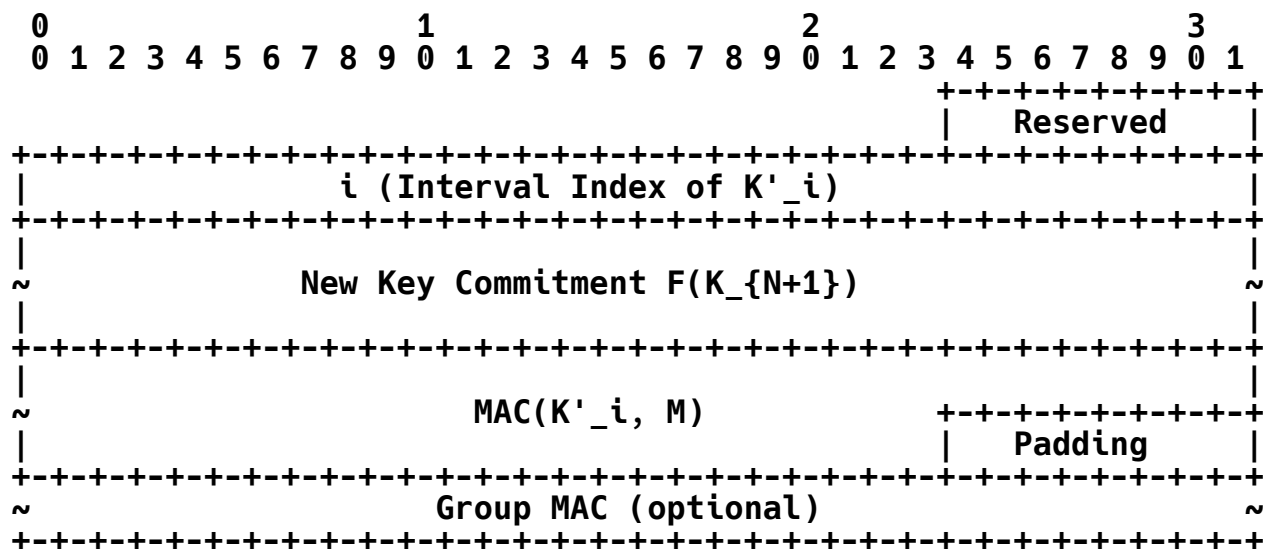 0                   1                   2                   3
0 1 2 3 4 5 6 7 8 9 0 1 2 3 4 5 6 7 8 9 0 1 2 3 4 5 6 7 8 9 0 1
+-+-+-+-+-+-+-+-+
|   Reserved    |
+-+-+-+-+-+-+-+-+-+-+-+-+-+-+-+-+-+-+-+-+-+-+-+-+-+-+-+-+-+-+-+-+
|                i (Interval Index of K'_i)                     |
+-+-+-+-+-+-+-+-+-+-+-+-+-+-+-+-+-+-+-+-+-+-+-+-+-+-+-+-+-+-+-+-+
|                                                               |
~              New Key Commitment F(K_{N+1})                    ~
|                                                               |
+-+-+-+-+-+-+-+-+-+-+-+-+-+-+-+-+-+-+-+-+-+-+-+-+-+-+-+-+-+-+-+-+
|                                                               |
~                       MAC(K'_i, M)            +-+-+-+-+-+-+-+-+
|                                               |   Padding     |
+-+-+-+-+-+-+-+-+-+-+-+-+-+-+-+-+-+-+-+-+-+-+-+-+-+-+-+-+-+-+-+-+
~                     Group MAC (optional)                      ~
+-+-+-+-+-+-+-+-+-+-+-+-+-+-+-+-+-+-+-+-+-+-+-+-+-+-+-+-+-+-+-+-+